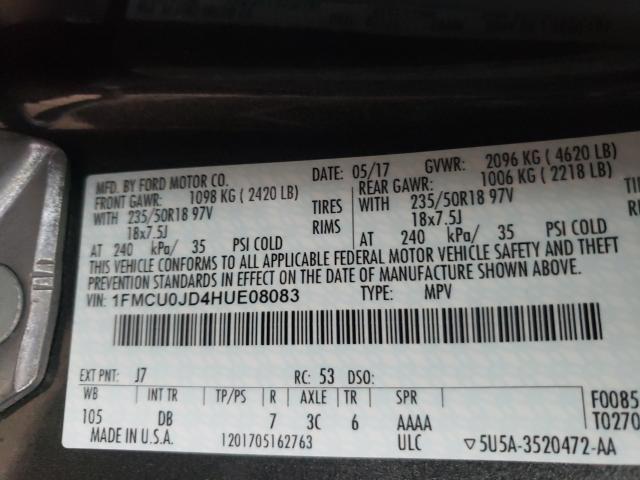 MFD. BY FORD MOTOR CO.
DATE: 05/17 GVWR: 2096 KG ( 4620 LB)
FRONT GAWR: 1098 KG ( 2420 LB) REAR GAWR: 1006 KG ( 2218 LB)
WITH 235/50R18 97V TIRES WITH 235/50R18 97V
18x7.5J RIMS 18x7.5J
AT 240 kPa/ 35 PSI COLD AT 240 kPa/ 35 PSI COLD
THIS VEHICLE CONFORMS TO ALL APPLICABLE FEDERAL MOTOR VEHICLE SAFETY AND THEFT
PREVENTION STANDARDS IN EFFECT ON THE DATE OF MANUFACTURE SHOWN ABOVE.
VIN: 1FMCU0JD4HUE08083 TYPE: MPV
EXT PNT: J7 RC: 53 DSO:
WB INT TR TP/PS R AXLE TR SPR F0085
105 DB 7 3C 6 AAAA T0270
MADE IN U.S.A. 1201705162763 ULC ▽5U5A-3520472-AA